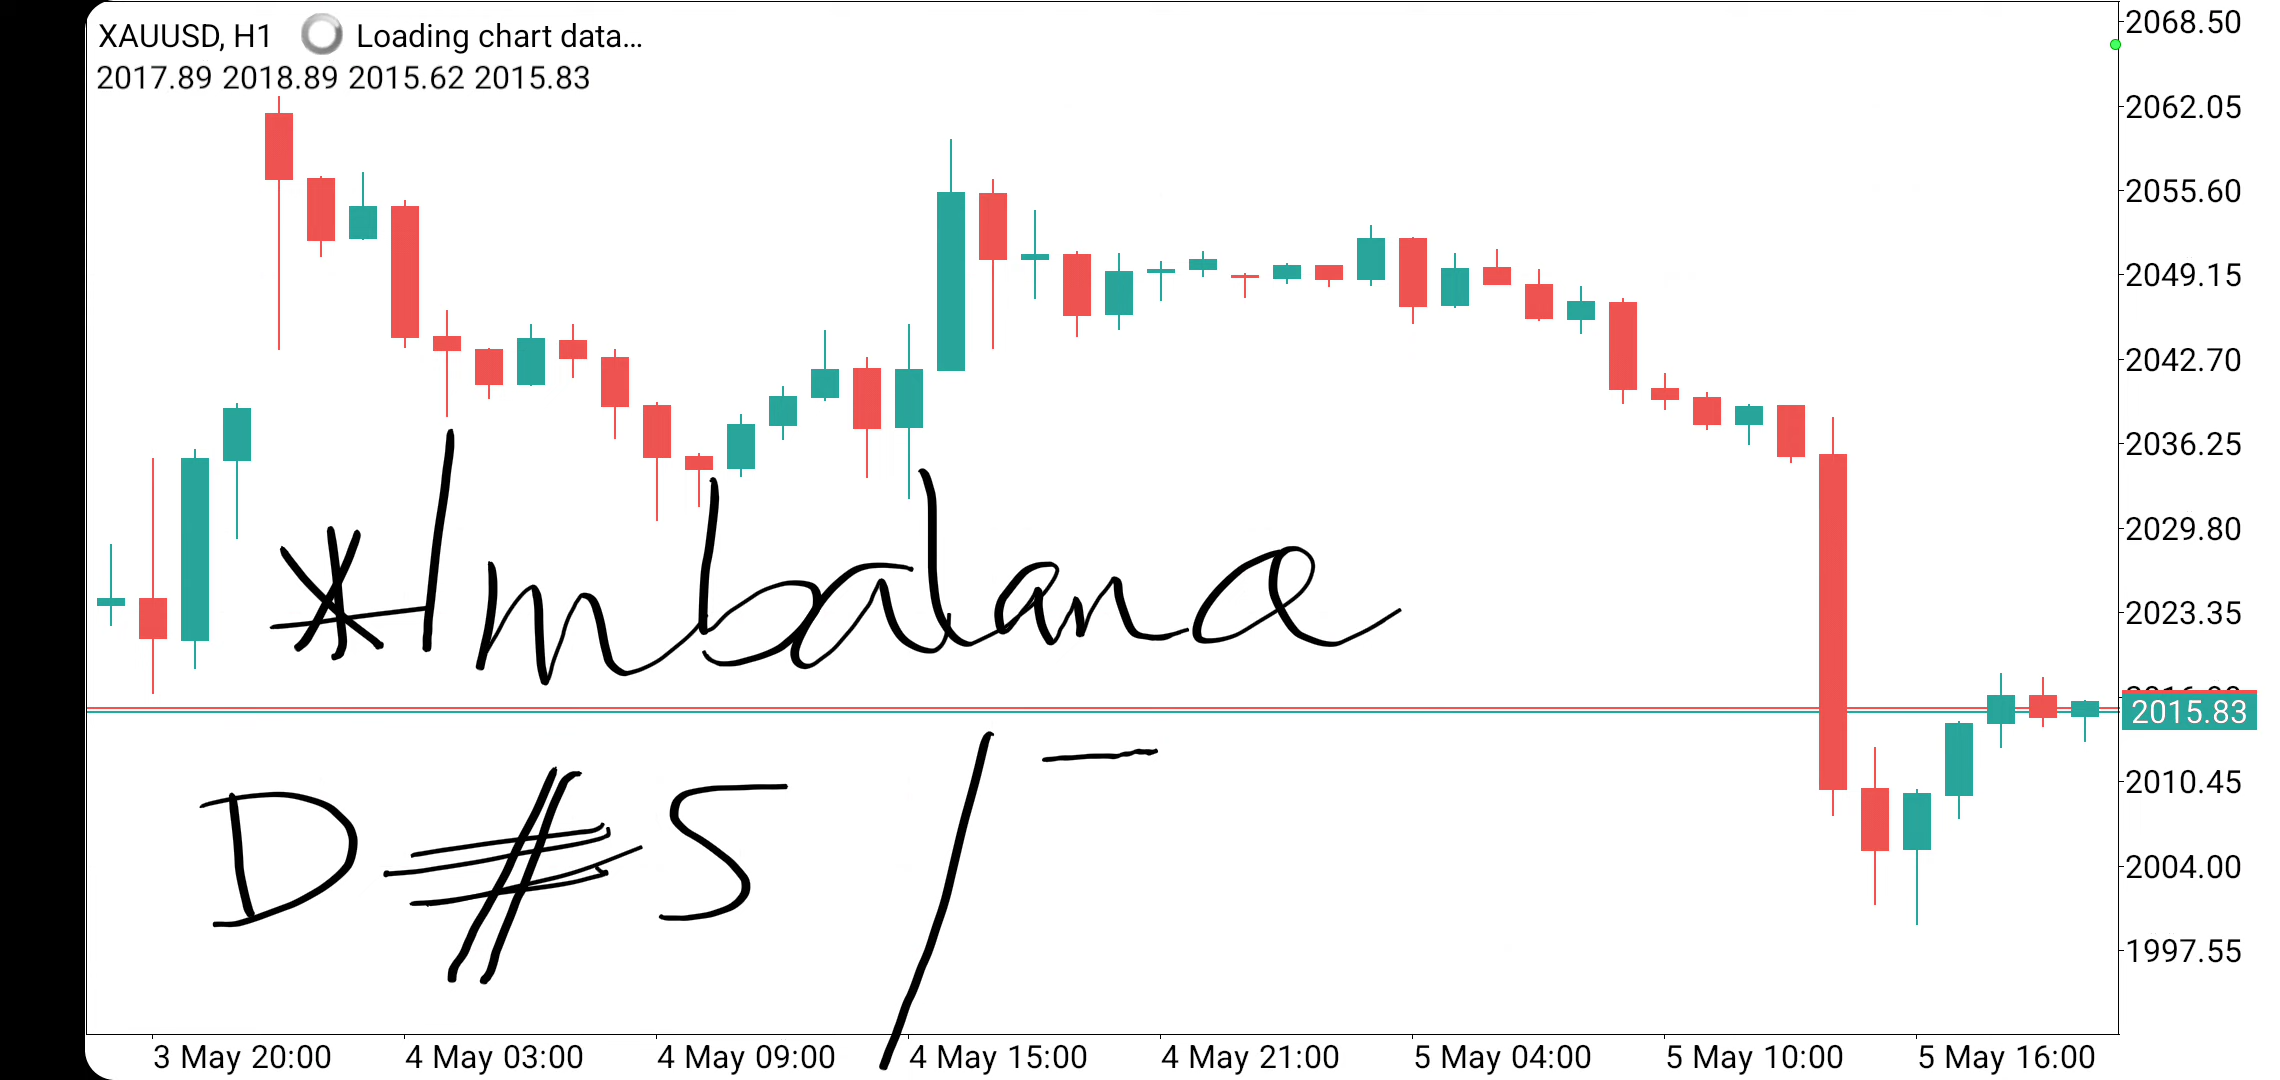 XAUUSD, H1 Loading chart data...
2017.89 2018.89 2015.62 2015.83
2068.50
2062.05
2055.60
2049.15
2042.70
2036.25
2029.80
2023.35
2015.83
2010.45
2004.00
1997.55
*Imbalance
D # 5 / –
3 May 20:00 4 May 03:00 4 May 09:00 4 May 15:00 4 May 21:00 5 May 04:00 5 May 10:00 5 May 16:00